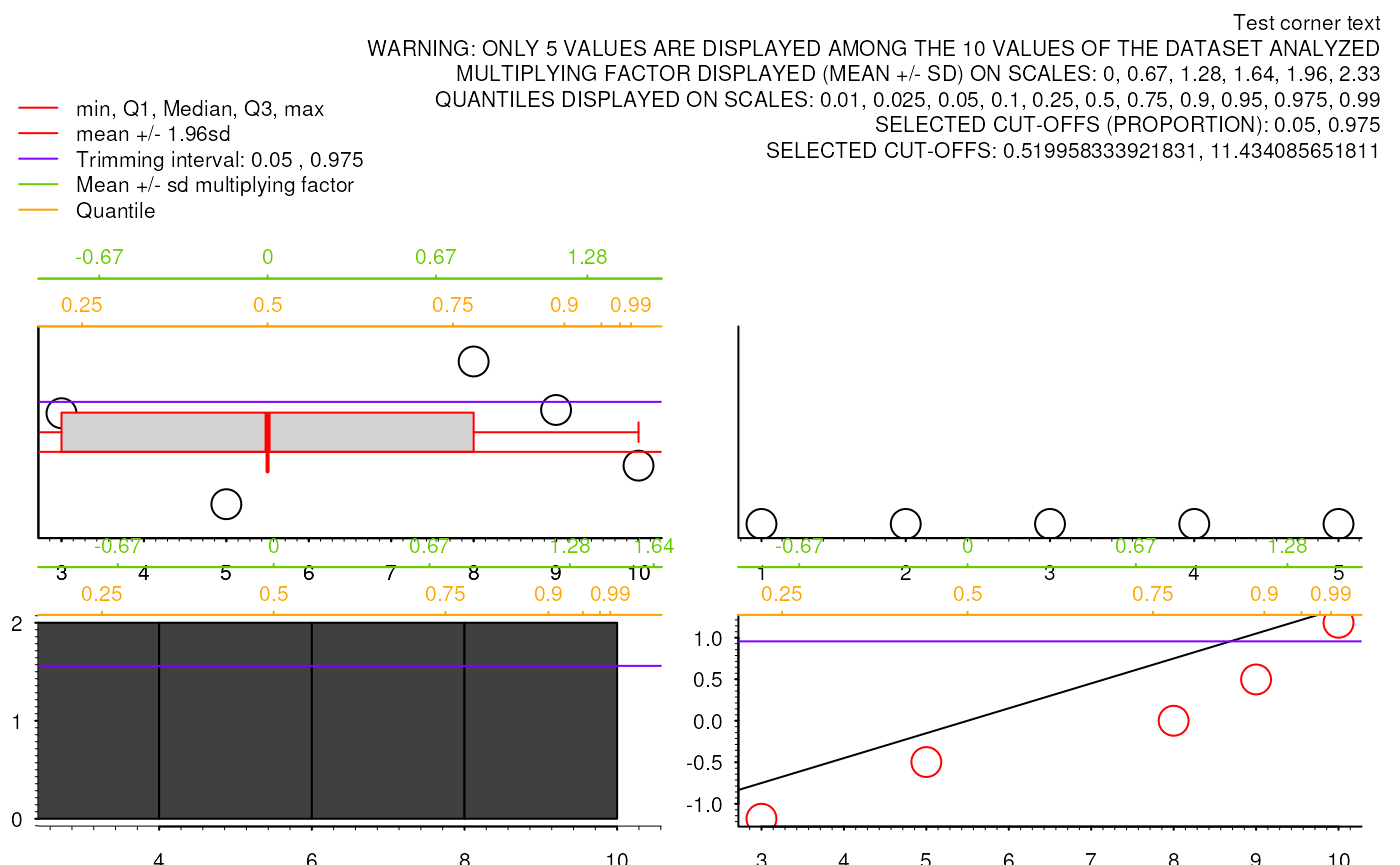 Test corner text
WARNING: ONLY 5 VALUES ARE DISPLAYED AMONG THE 10 VALUES OF THE DATASET ANALYZED
MULTIPLYING FACTOR DISPLAYED (MEAN +/- SD) ON SCALES: 0, 0.67, 1.28, 1.64, 1.96, 2.33
QUANTILES DISPLAYED ON SCALES: 0.01, 0.025, 0.05, 0.1, 0.25, 0.5, 0.75, 0.9, 0.95, 0.975, 0.99
SELECTED CUT-OFFS (PROPORTION): 0.05, 0.975
SELECTED CUT-OFFS: 0.519958333921831, 11.434085651811
min, Q1, Median, Q3, max
mean +/- 1.96sd
Trimming interval: 0.05 , 0.975
Mean +/- sd multiplying factor
Quantile
-0.67 0 0.67 1.28
0.25 0.5 0.75 0.9 0.99
3 4 5 6 7 8 9 10
1 2 3 4 5
-0.67 0 0.67 1.28 1.64
0.25 0.5 0.75 0.9 0.99
2
1
0
4 6 8 10
-0.67 0 0.67 1.28
0.25 0.5 0.75 0.9 0.99
1.0
0.5
0.0
-0.5
-1.0
3 4 5 6 7 8 9 10